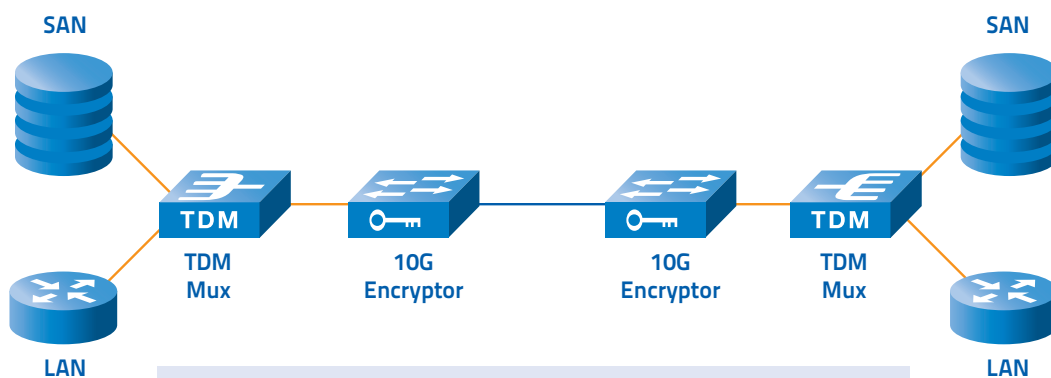 SAN
SAN
TDM
TDM
TDM
Mux
10G
Encryptor
10G
Encryptor
TDM
Mux
LAN
LAN